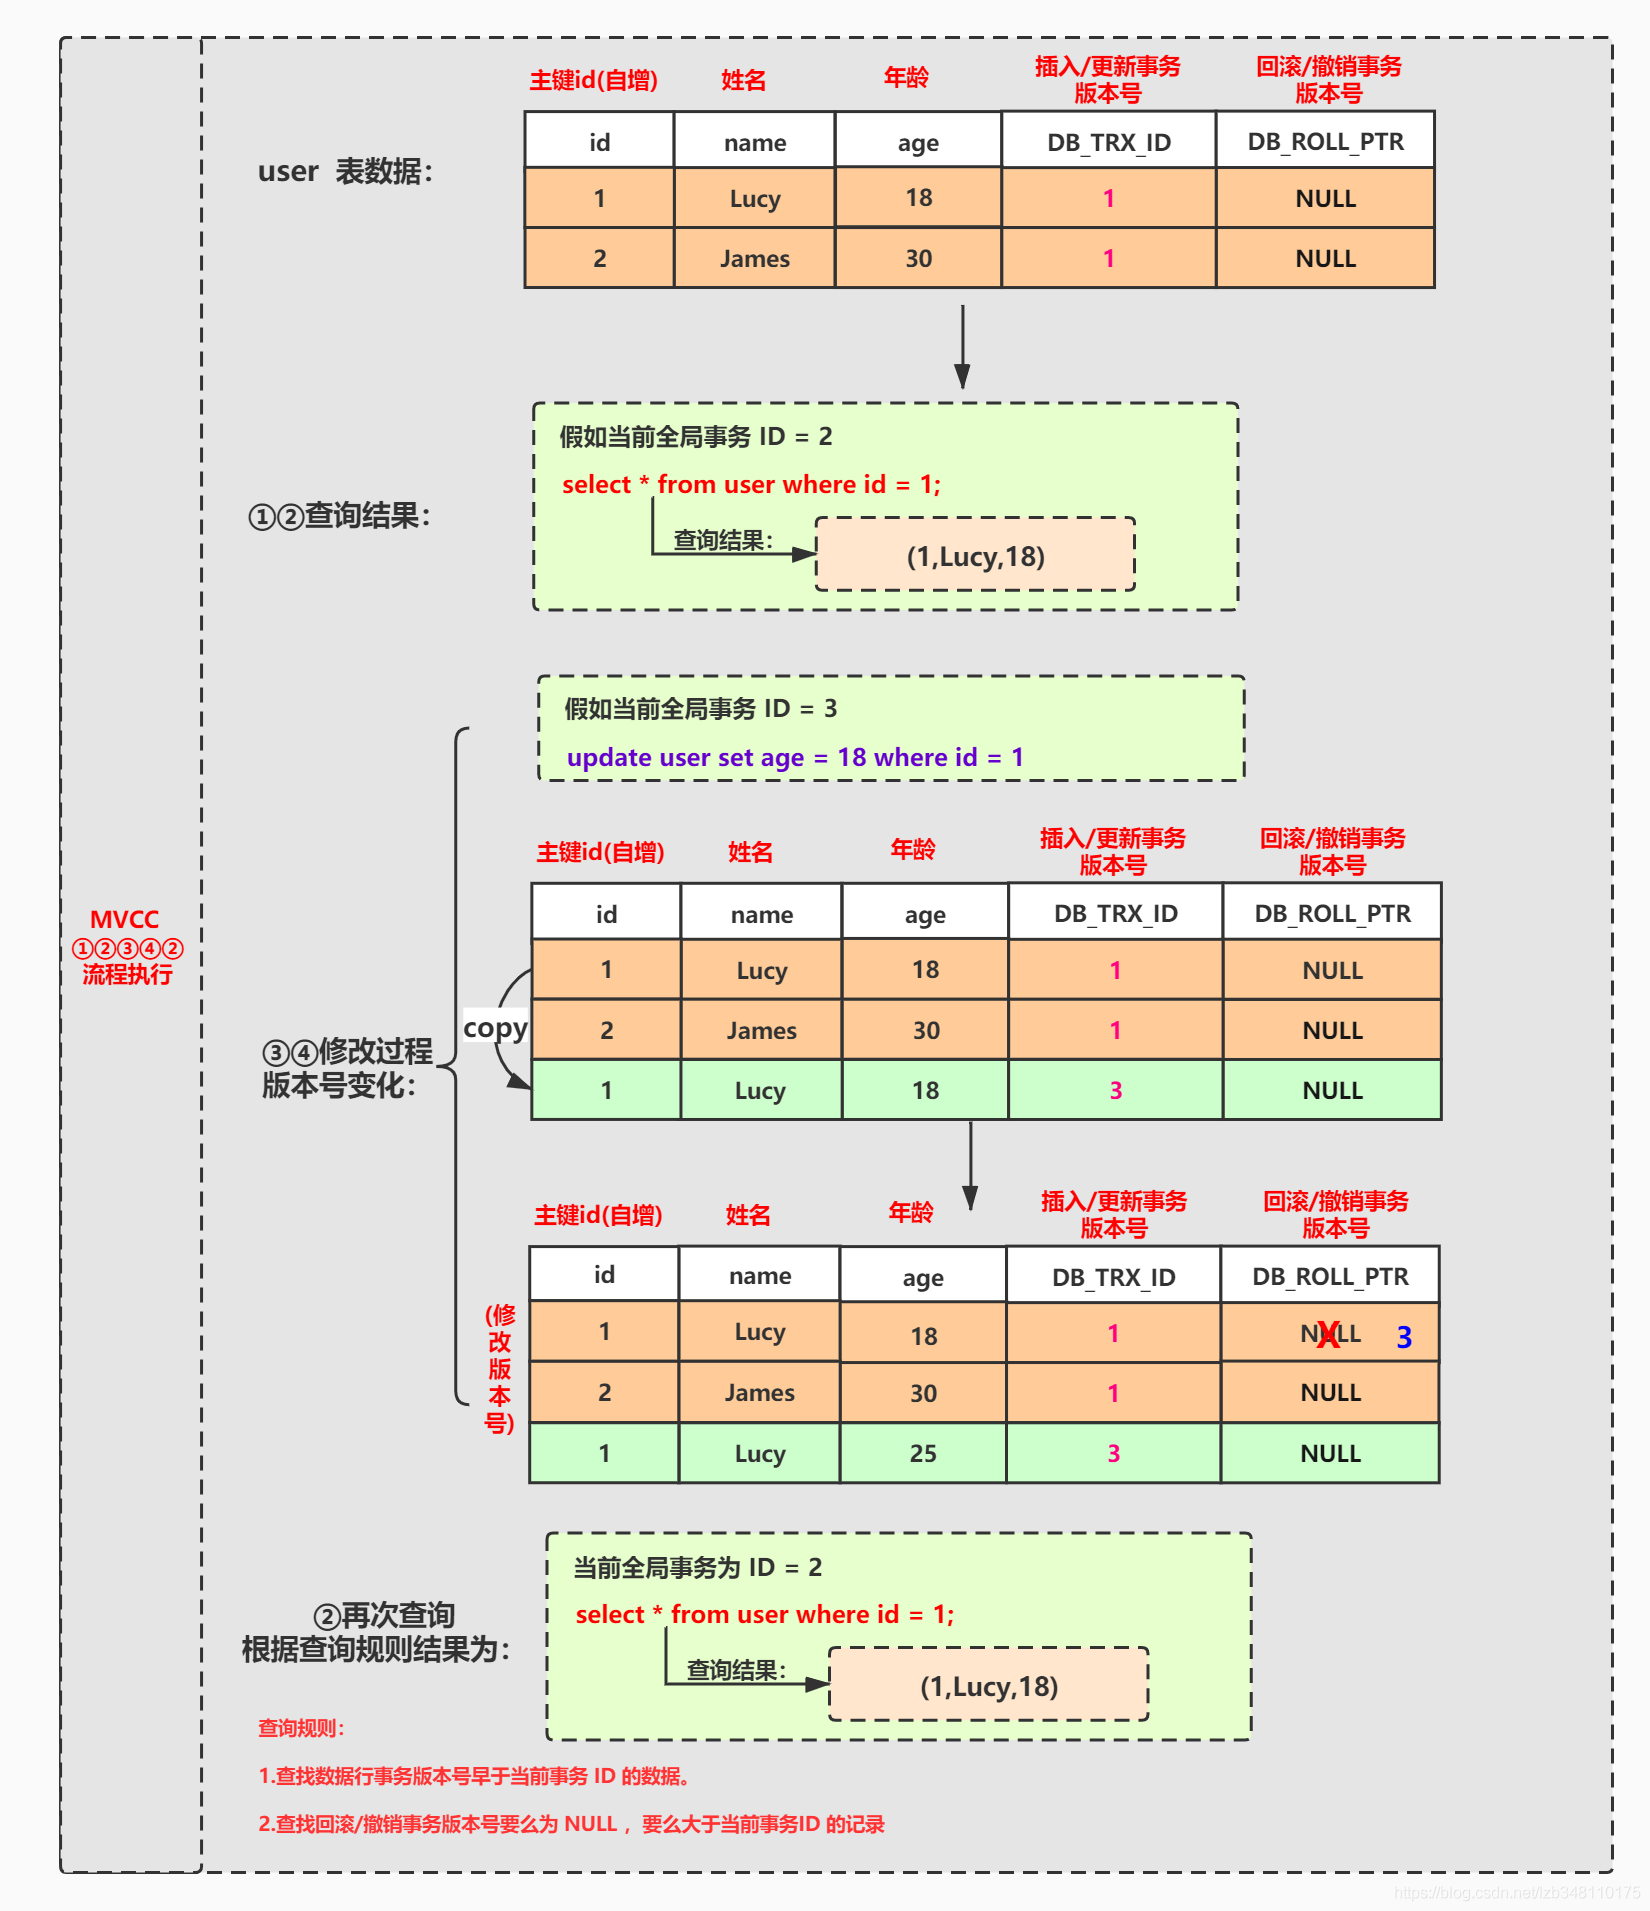 主键id(自增) 姓名 年龄 插入/更新事务 回滚/撤销事务
版本号 版本号
user 表数据：
id name age DB_TRX_ID DB_ROLL_PTR
1 Lucy 18 1 NULL
2 James 30 1 NULL
①②查询结果：
假如当前全局事务 ID = 2
select * from user where id = 1;
查询结果：
(1,Lucy,18)
假如当前全局事务 ID = 3
update user set age = 18 where id = 1
MVCC
①②③④②
流程执行
③④修改过程
版本号变化：
主键id(自增) 姓名 年龄 插入/更新事务 回滚/撤销事务
版本号 版本号
id name age DB_TRX_ID DB_ROLL_PTR
1 Lucy 18 1 NULL
2 James 30 1 NULL
1 Lucy 18 3 NULL
copy
主键id(自增) 姓名 年龄 插入/更新事务 回滚/撤销事务
版本号 版本号
id name age DB_TRX_ID DB_ROLL_PTR
1 Lucy 18 1 NULL X 3
2 James 30 1 NULL
1 Lucy 25 3 NULL
(修
改
版
本
号)
②再次查询
根据查询规则结果为：
当前全局事务为 ID = 2
select * from user where id = 1;
查询结果：
(1,Lucy,18)
查询规则：
1.查找数据行事务版本号早于当前事务 ID 的数据。
2.查找回滚/撤销事务版本号要么为 NULL ，要么大于当前事务ID 的记录
https://blog.csdn.net/lzb348110175